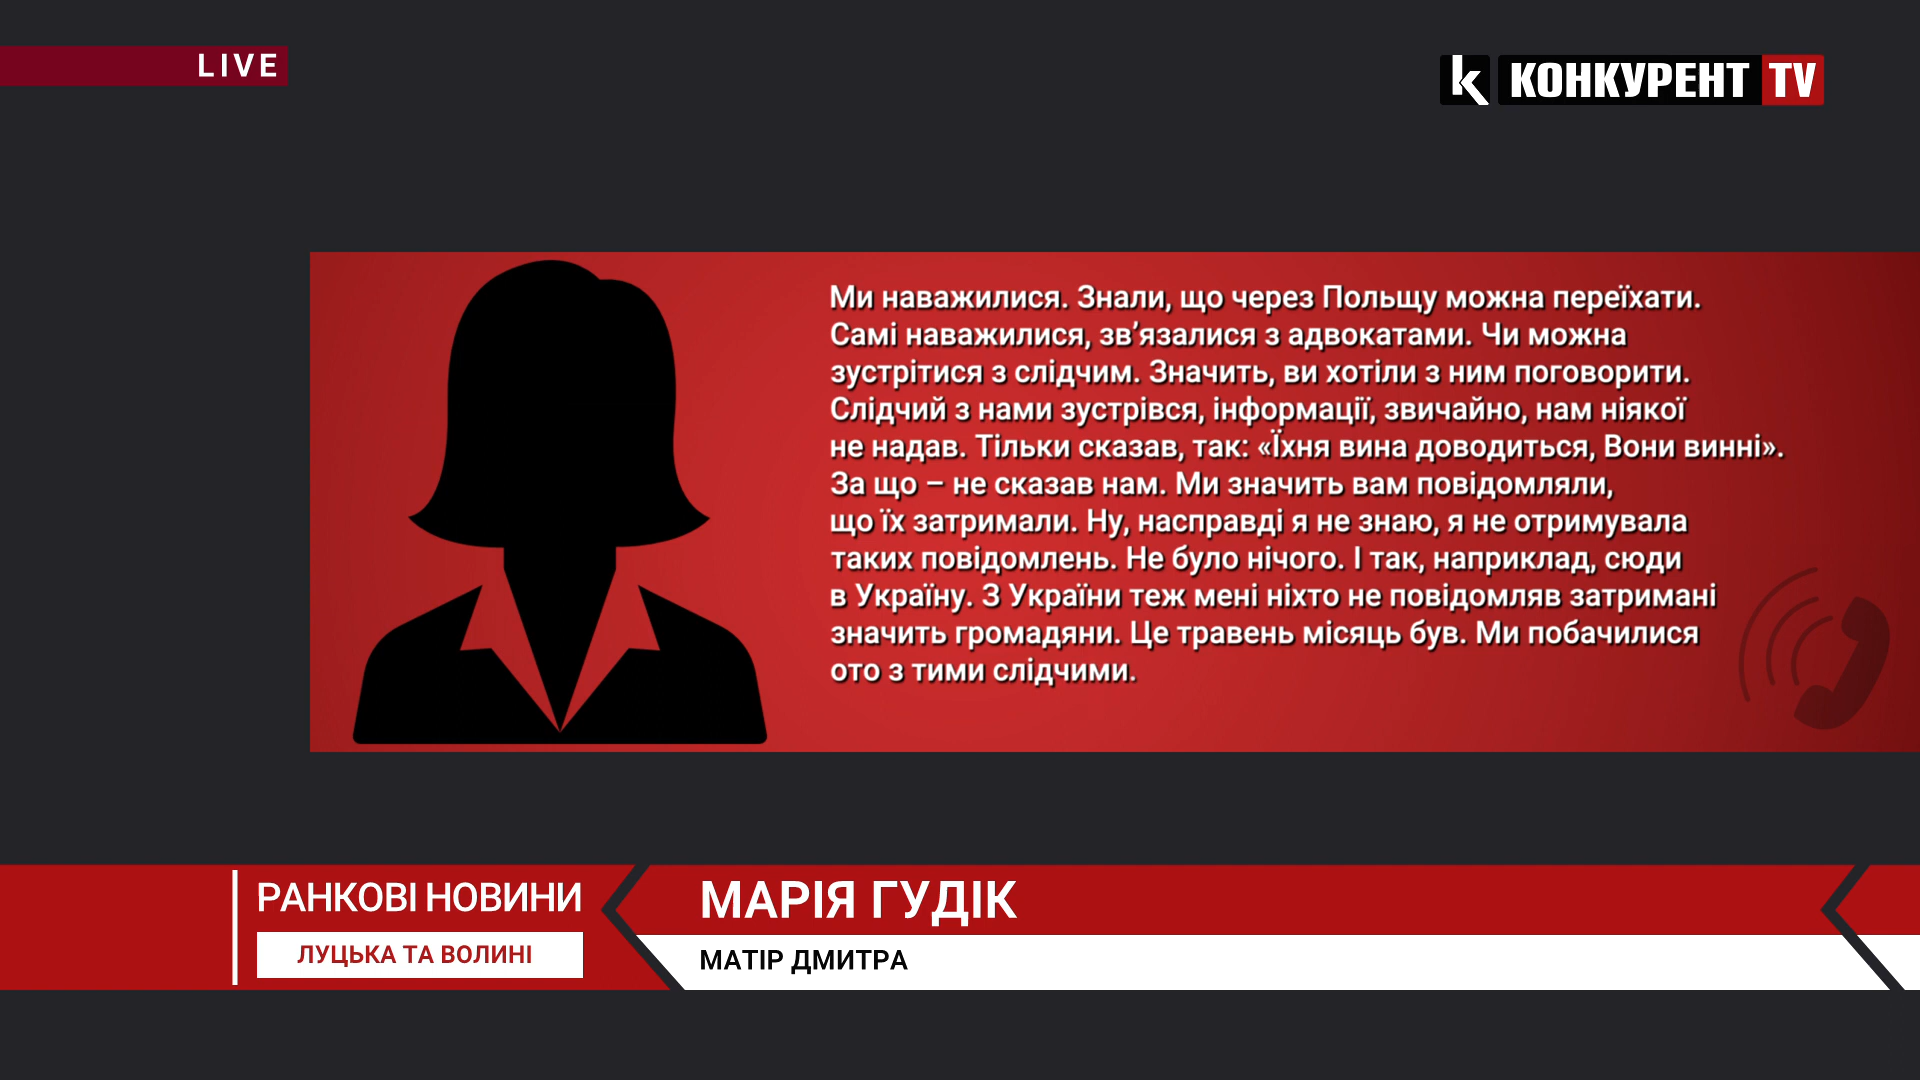 LIVE
k КОНКУРЕНТ TV
Ми наважилися. Знали, що через Польщу можна переїхати.
Самі наважилися, зв’язалися з адвокатами. Чи можна
зустрітися з слідчим. Значить, ви хотіли з ним поговорити.
Слідчий з нами зустрівся, інформації, звичайно, нам ніякої
не надав. Тільки сказав, так: «Їхня вина доводиться, Вони винні».
За що – не сказав нам. Ми значить вам повідомляли,
що їх затримали. Ну, насправді я не знаю, я не отримувала
таких повідомлень. Не було нічого. І так, наприклад, сюди
в Україну. З України теж мені ніхто не повідомляв затримані
значить громадяни. Це травень місяць був. Ми побачилися
ото з тими слідчими.
РАНКОВІ НОВИНИ
ЛУЦЬКА ТА ВОЛИНІ
МАРІЯ ГУДІК
МАТІР ДМИТРА